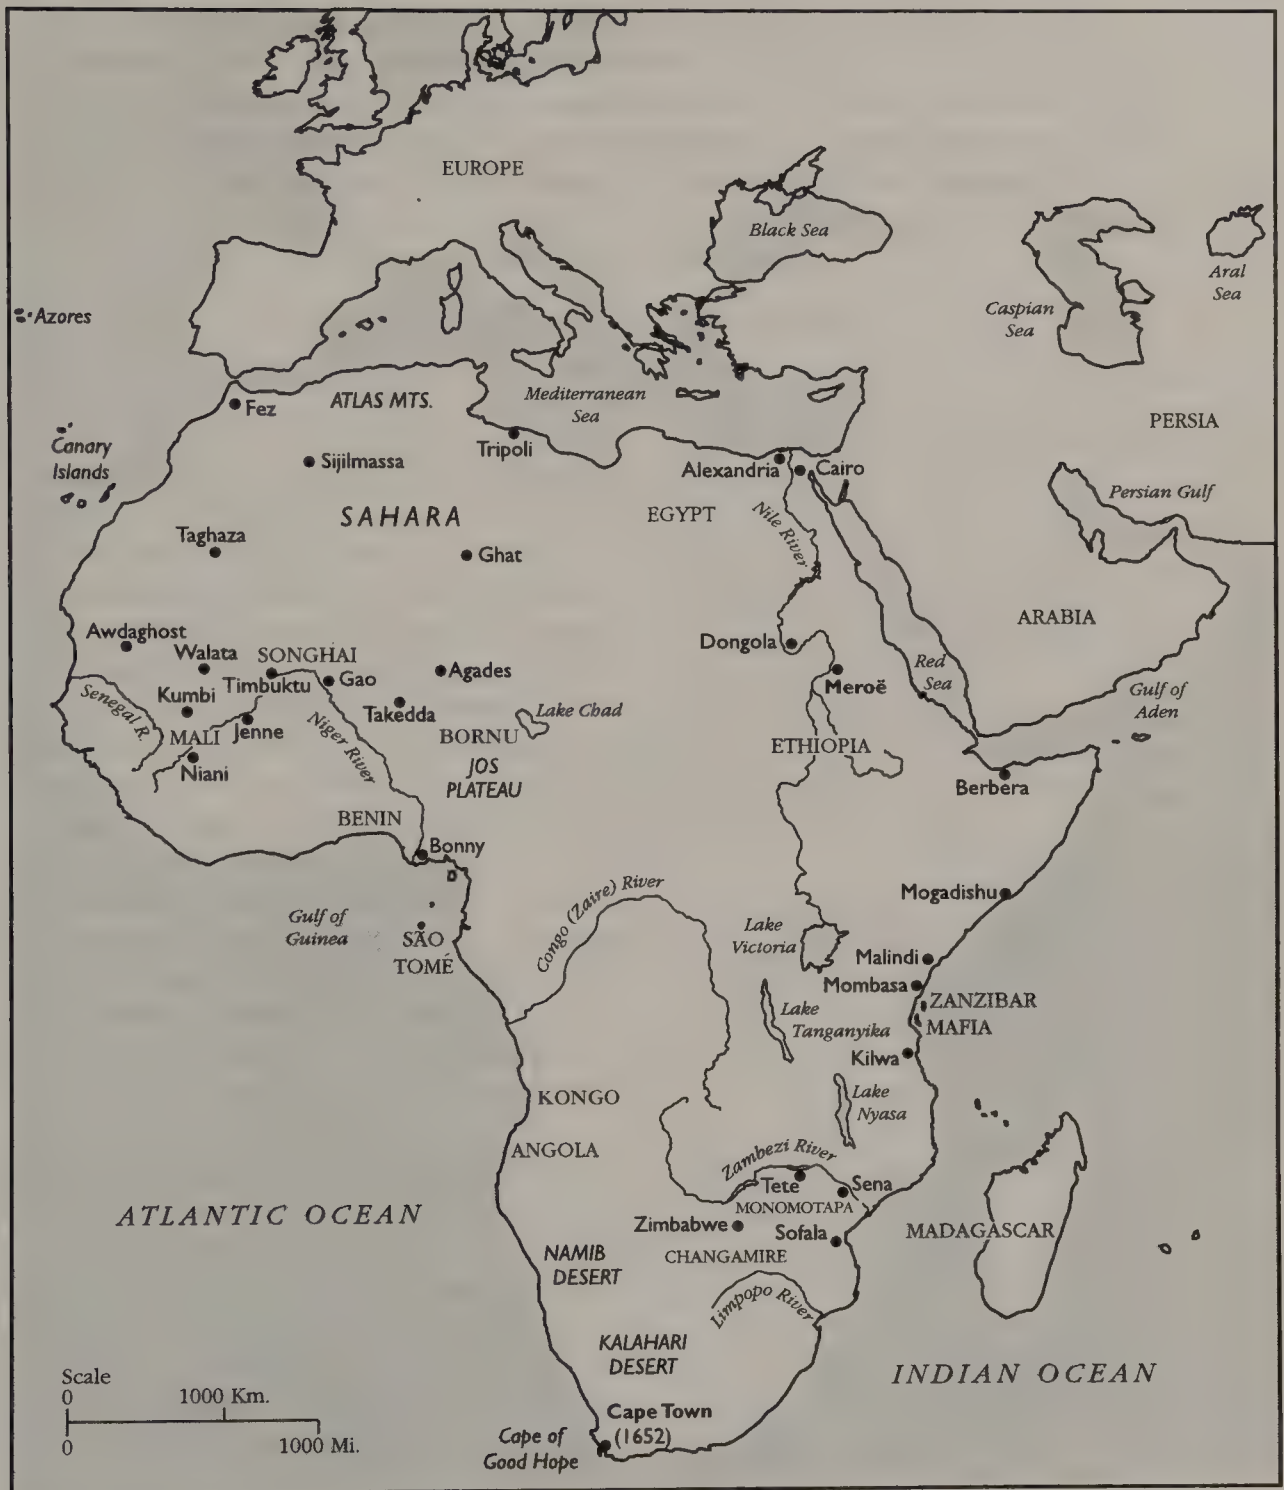 EUROPE
Black Sea
Aral
Sea
Caspian
Sea
Azores
Mediterranean
Sea
PERSIA
Fez
ATLAS MTS.
Tripoli
Canary
Islands
Sijilmassa
Alexandria
Cairo
Persian Gulf
SAHARA
EGYPT
Nile River
Taghaza
Ghat
ARABIA
Awdaghost
Walata
SONGHAI
Dongola
Red
Sea
Timbuktu
Gao
Agades
Meroë
Gulf of
Aden
Senegal R.
Kumbi
Takedda
Lake Chad
MALI
Jenne
Niger River
BORNU
ETHIOPIA
Niani
JOS
PLATEAU
Berbera
BENIN
Bonny
Congo (Zaire) River
Mogadishu
Gulf of
Guinea
SÃO
TOMÉ
Lake
Victoria
Malindi
Mombasa
ZANZIBAR
MAFIA
Lake
Tanganyika
Kilwa
KONGO
Lake
Nyasa
ANGOLA
Zambezi River
Tete
Sena
MONOMOTAPA
ATLANTIC OCEAN
Zimbabwe
Sofala
MADAGASCAR
NAMIB
DESERT
CHANGAMIRE
Limpopo River
KALAHARI
DESERT
INDIAN OCEAN
Scale
0
1000 Km.
0
1000 Mi.
Cape Town
(1652)
Cape of
Good Hope